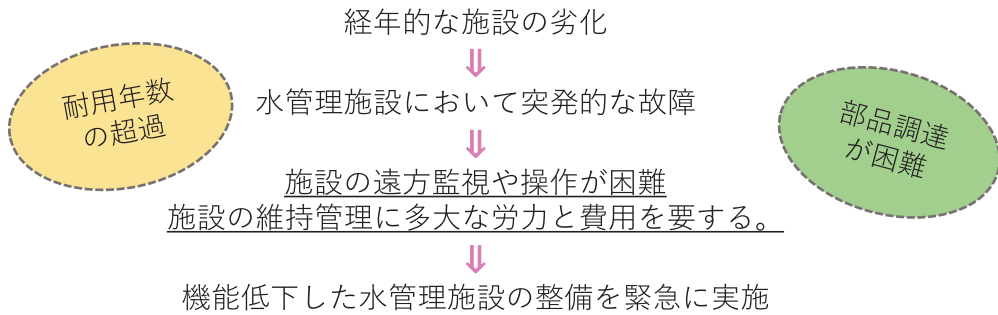 経年的な施設の劣化
⇓
耐用年数
の超過
水管理施設において突発的な故障
部品調達
が困難
⇓
施設の遠方監視や操作が困難
施設の維持管理に多大な労力と費用を要する。
⇓
機能低下した水管理施設の整備を緊急に実施